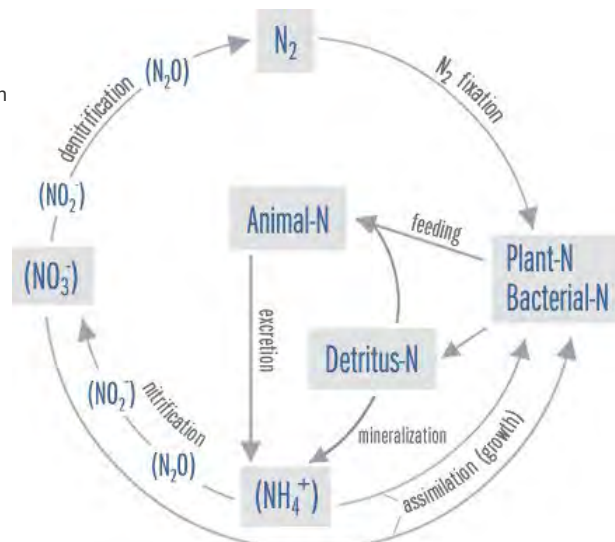 N₂
(N₂O)
N₂ fixation
n
denitrification
(NO₂⁻)
Animal-N
feeding
Plant-N
Bacterial-N
(NO₃⁻)
excretion
Detritus-N
(NO₂⁻)
nitrification
mineralization
(N₂O)
(NH₄⁺)
assimilation (growth)